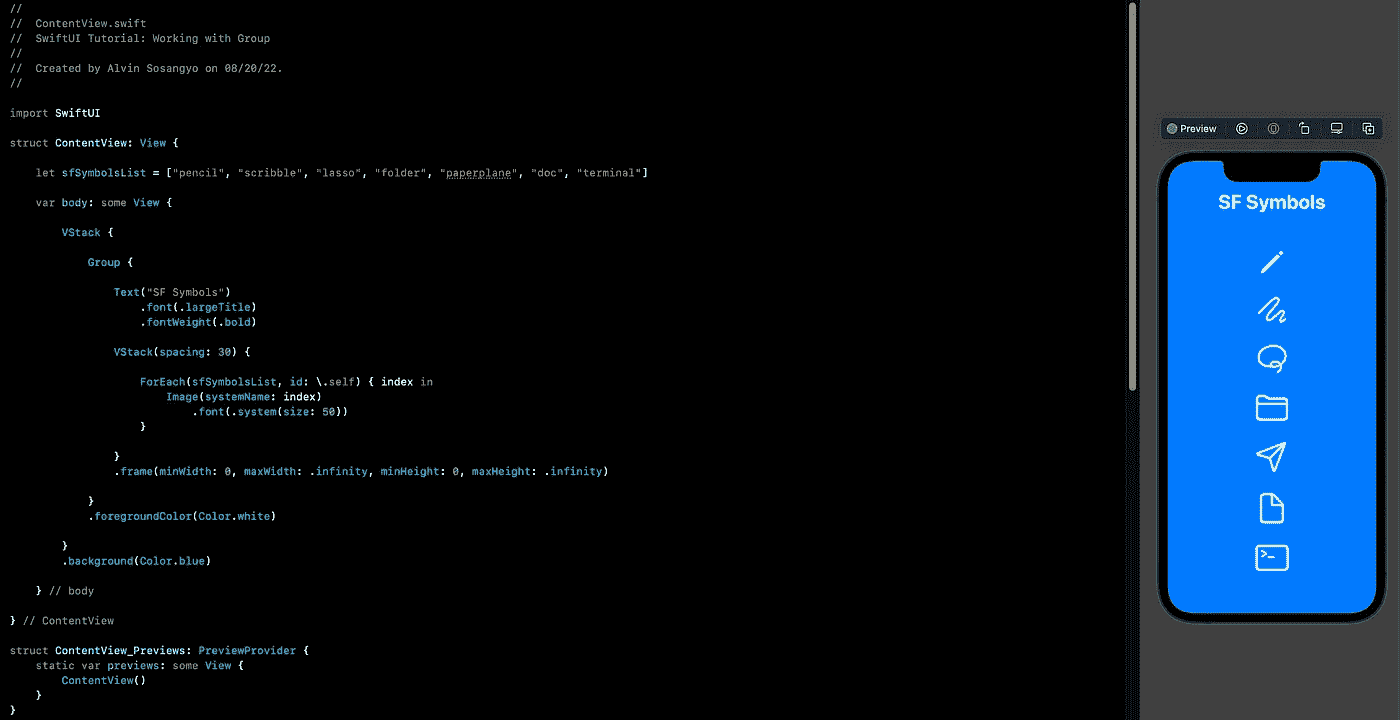 //
//  ContentView.swift
//  SwiftUI Tutorial: Working with Group
//
//  Created by Alvin Sosangyo on 08/20/22.
//
import SwiftUI
struct ContentView: View {
    let sfSymbolsList = ["pencil", "scribble", "lasso", "folder", "paperplane", "doc", "terminal"]
    var body: some View {
        VStack {
            Group {
                Text("SF Symbols")
                    .font(.largeTitle)
                    .fontWeight(.bold)
                VStack(spacing: 30) {
                    ForEach(sfSymbolsList, id: \.self) { index in
                        Image(systemName: index)
                            .font(.system(size: 50))
                    }
                }
                .frame(minWidth: 0, maxWidth: .infinity, minHeight: 0, maxHeight: .infinity)
            }
            .foregroundColor(Color.white)
        }
        .background(Color.blue)
    } // body
} // ContentView
struct ContentView_Previews: PreviewProvider {
    static var previews: some View {
        ContentView()
    }
}
Preview
SF Symbols